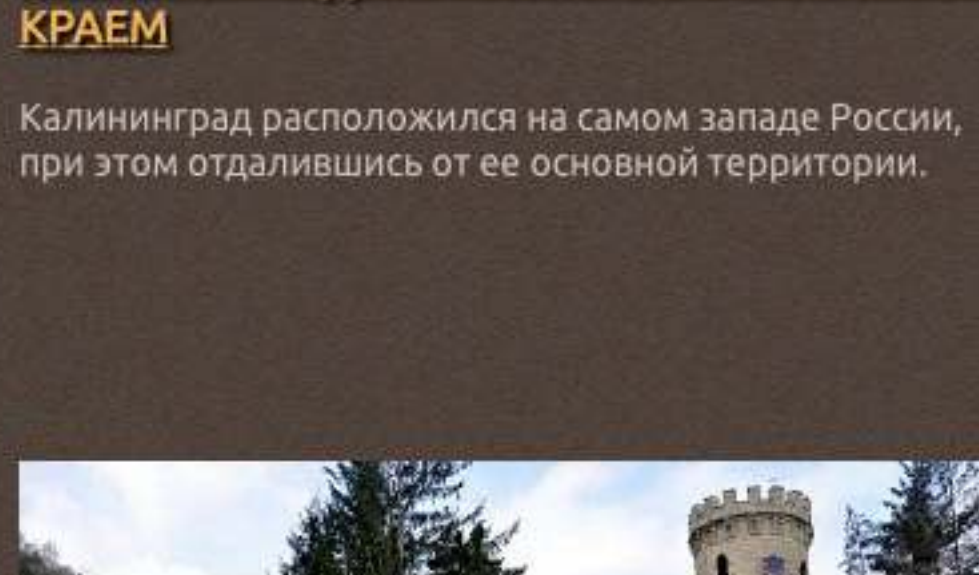 КРАЕМ
Калининград расположился на самом западе России,
при этом отдалившись от ее основной территории.